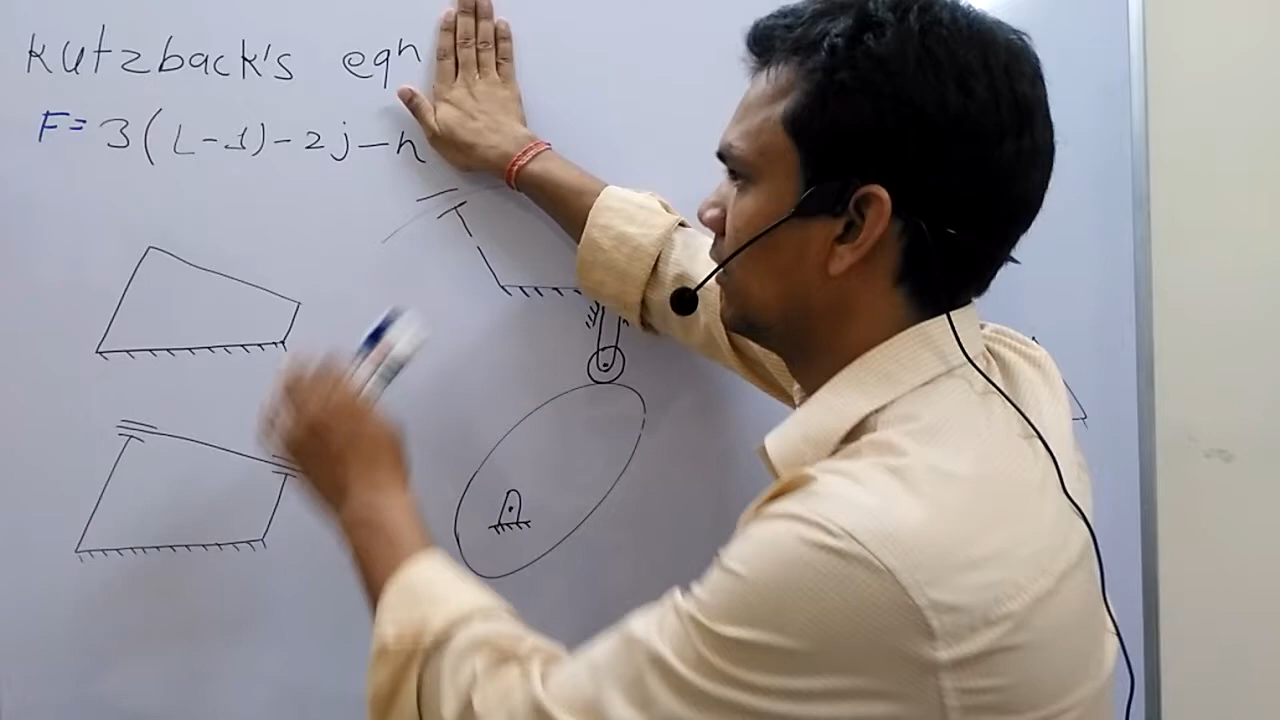 Kutzback's eqn
F = 3(L-1)-2j-h